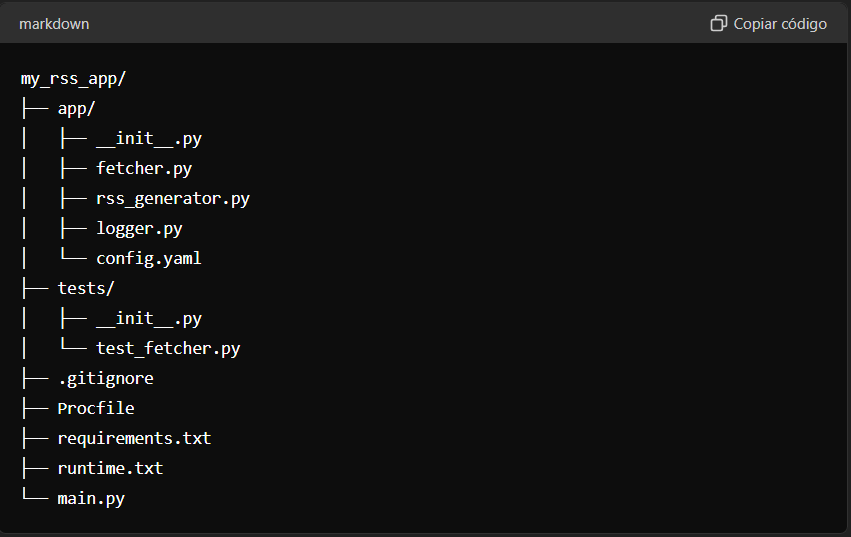 markdown
Copiar código
my_rss_app/
├── app/
│   ├── __init__.py
│   ├── fetcher.py
│   ├── rss_generator.py
│   ├── logger.py
│   └── config.yaml
├── tests/
│   ├── __init__.py
│   └── test_fetcher.py
├── .gitignore
├── Procfile
├── requirements.txt
├── runtime.txt
└── main.py